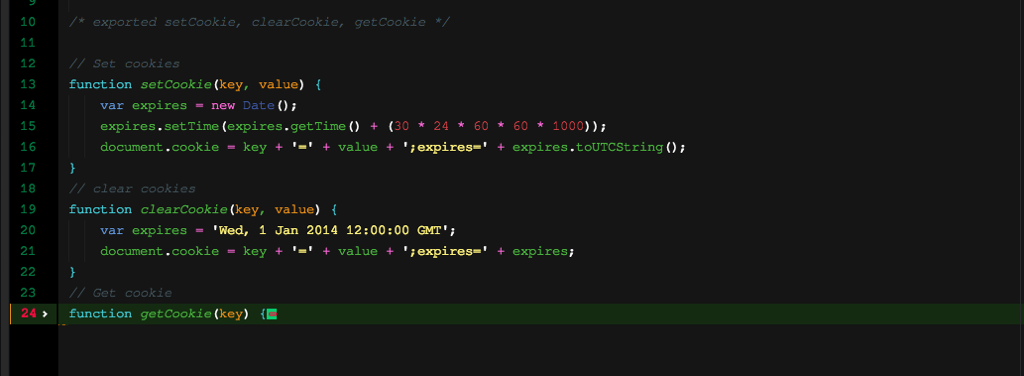 9
10 /* exported setCookie, clearCookie, getCookie */
11
12 // Set cookies
13 function setCookie(key, value) {
14 var expires = new Date();
15 expires.setTime(expires.getTime() + (30 * 24 * 60 * 60 * 1000));
16 document.cookie = key + '=' + value + ';expires=' + expires.toUTCString();
17 }
18 // clear cookies
19 function clearCookie(key, value) {
20 var expires = 'Wed, 1 Jan 2014 12:00:00 GMT';
21 document.cookie = key + '=' + value + ';expires=' + expires;
22 }
23 // Get cookie
24 function getCookie(key) {